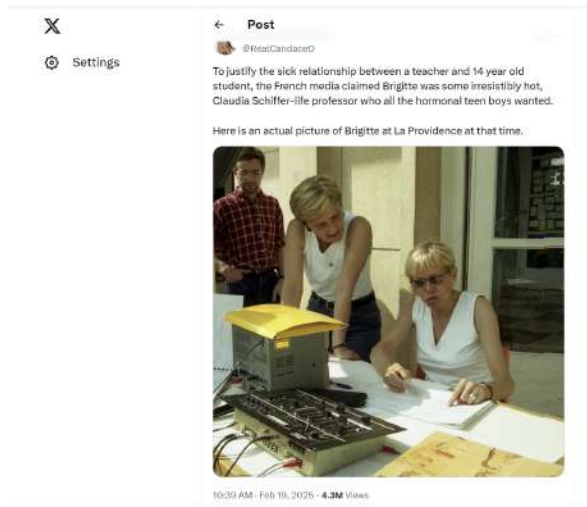 Post
@RealCandaceO
Settings
To justify the sick relationship between a teacher and 14 year old
student, the French media claimed Brigitte was some irresistibly hot,
Claudia Schiffer-life professor who all the hormonal teen boys wanted.
Here is an actual picture of Brigitte at La Providence at that time.
10:39 AM · Feb 19, 2025 · 4.3M Views